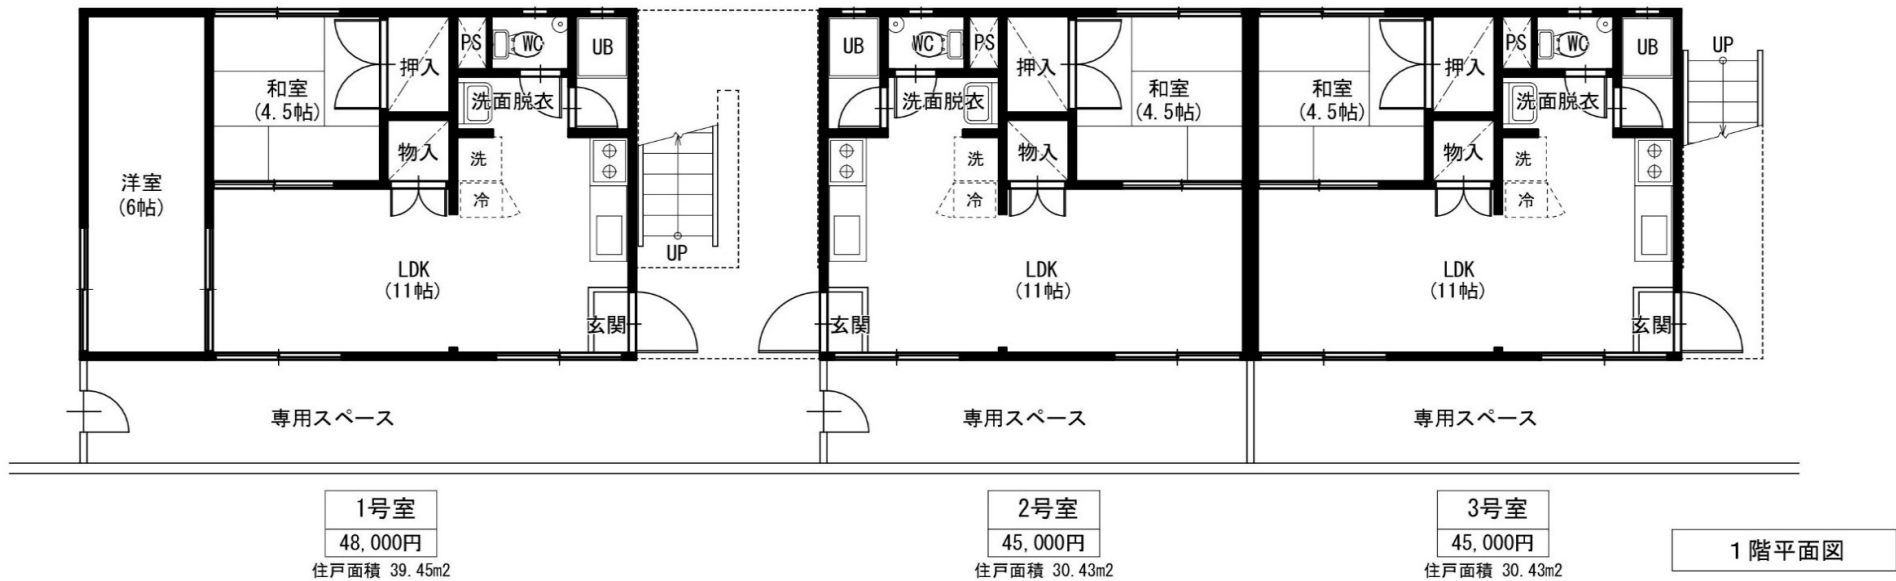 洋室
(6帖)
和室
(4.5帖)
押入
PS
WC
UB
洗面脱衣
物入
洗
冷
LDK
(11帖)
玄関
UP
専用スペース
UB
WC
PS
押入
和室
(4.5帖)
洗面脱衣
物入
洗
冷
LDK
(11帖)
玄関
専用スペース
和室
(4.5帖)
押入
PS
WC
UB
洗面脱衣
物入
洗
冷
LDK
(11帖)
玄関
UP
専用スペース
1号室
48,000円
住戸面積 39.45m2
2号室
45,000円
住戸面積 30.43m2
3号室
45,000円
住戸面積 30.43m2
1階平面図